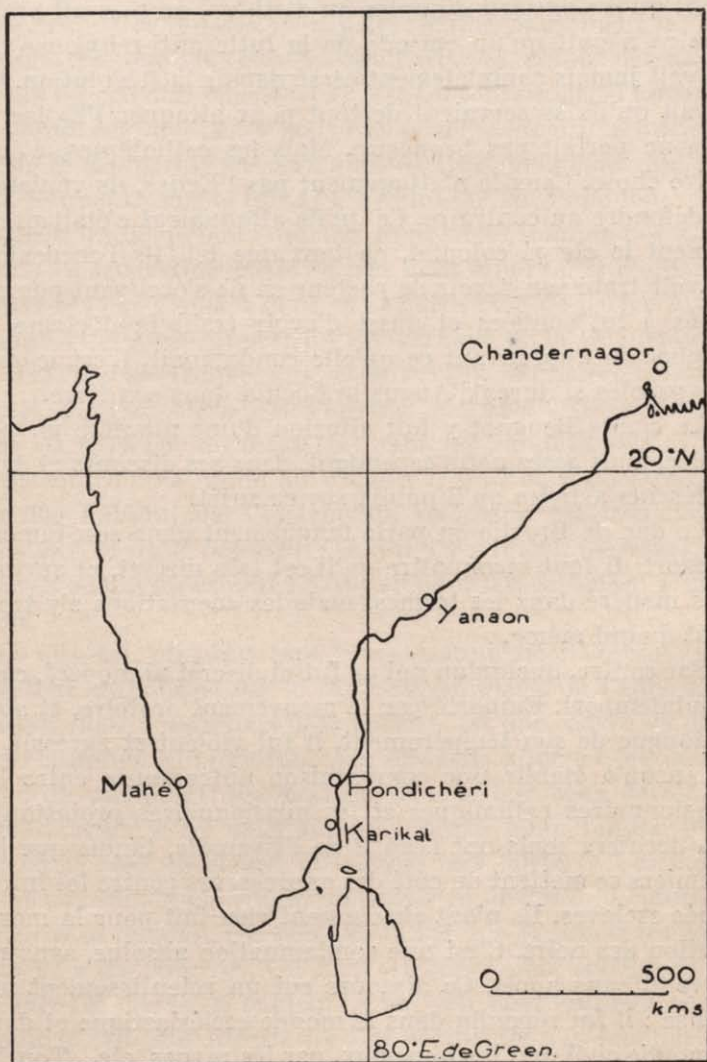 Chandernagor
20°N
Yanaon
Mahé
Pondichéri
Karikal
0 500
kms
80°E.de Green.